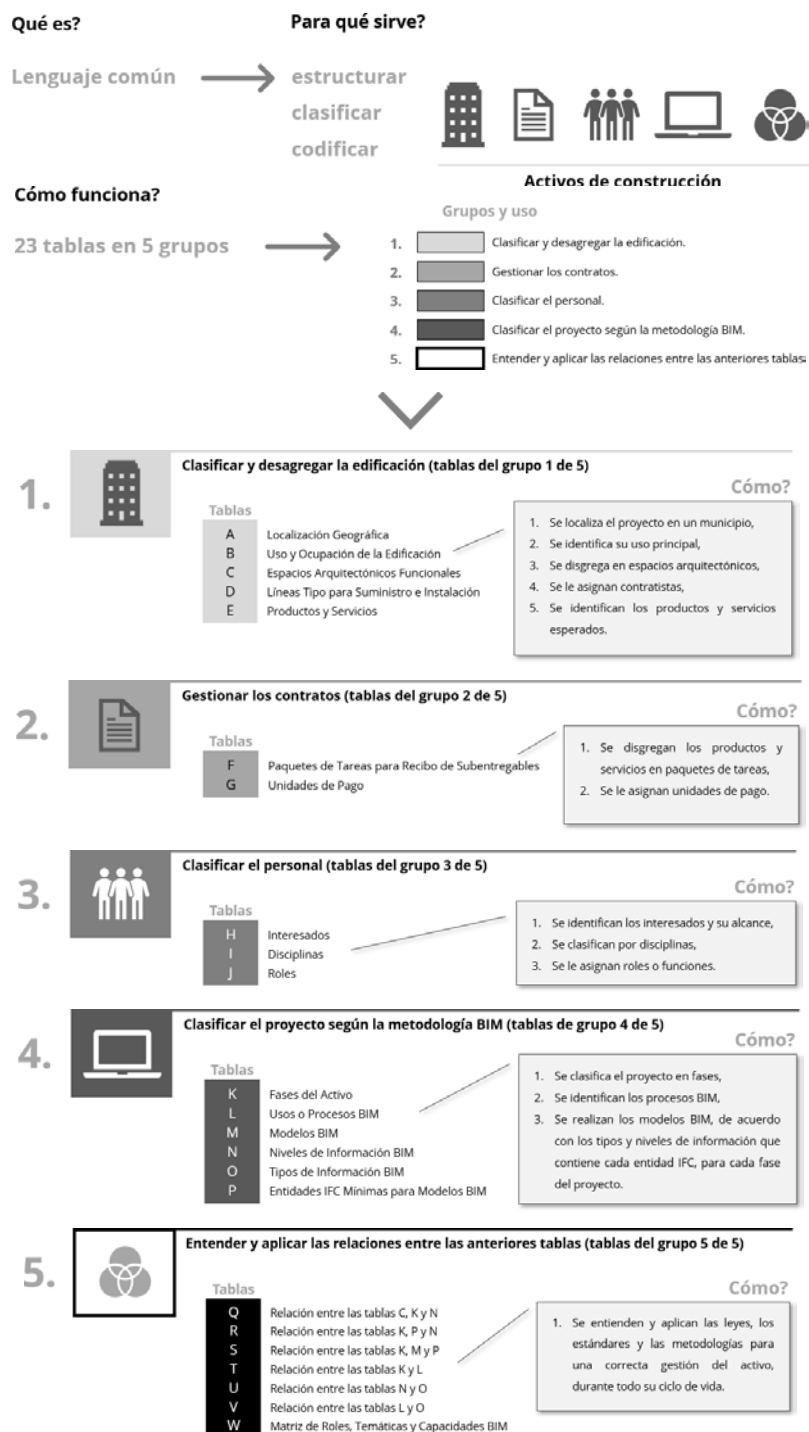 Qué es?
Para qué sirve?
Lenguaje común
estructurar
clasificar
codificar
Activos de construcción
Cómo funciona?
Grupos y uso
23 tablas en 5 grupos
1. Clasificar y desagregar la edificación.
2. Gestionar los contratos.
3. Clasificar el personal.
4. Clasificar el proyecto según la metodología BIM.
5. Entender y aplicar las relaciones entre las anteriores tablas
1.
Clasificar y desagregar la edificación (tablas del grupo 1 de 5)
Cómo?
Tablas
A Localización Geográfica
B Uso y Ocupación de la Edificación
C Espacios Arquitectónicos Funcionales
D Líneas Tipo para Suministro e Instalación
E Productos y Servicios
1. Se localiza el proyecto en un municipio,
2. Se identifica su uso principal,
3. Se disgrega en espacios arquitectónicos,
4. Se le asignan contratistas,
5. Se identifican los productos y servicios
esperados.
2.
Gestionar los contratos (tablas del grupo 2 de 5)
Cómo?
Tablas
F Paquetes de Tareas para Recibo de Subentregables
G Unidades de Pago
1. Se disgregan los productos y
servicios en paquetes de tareas,
2. Se le asignan unidades de pago.
3.
Clasificar el personal (tablas del grupo 3 de 5)
Cómo?
Tablas
H Interesados
I Disciplinas
J Roles
1. Se identifican los interesados y su alcance,
2. Se clasifican por disciplinas,
3. Se le asignan roles o funciones.
4.
Clasificar el proyecto según la metodología BIM (tablas de grupo 4 de 5)
Cómo?
Tablas
K Fases del Activo
L Usos o Procesos BIM
M Modelos BIM
N Niveles de Información BIM
O Tipos de Información BIM
P Entidades IFC Mínimas para Modelos BIM
1. Se clasifica el proyecto en fases,
2. Se identifican los procesos BIM,
3. Se realizan los modelos BIM, de acuerdo
con los tipos y niveles de información que
contiene cada entidad IFC, para cada fase
del proyecto.
5.
Entender y aplicar las relaciones entre las anteriores tablas (tablas del grupo 5 de 5)
Cómo?
Tablas
Q Relación entre las tablas C, K y N
R Relación entre las tablas K, P y N
S Relación entre las tablas K, M y P
T Relación entre las tablas K y L
U Relación entre las tablas N y O
V Relación entre las tablas L y O
W Matriz de Roles, Temáticas y Capacidades BIM
1. Se entienden y aplican las leyes, los
estándares y las metodologías para
una correcta gestión del activo,
durante todo su ciclo de vida.